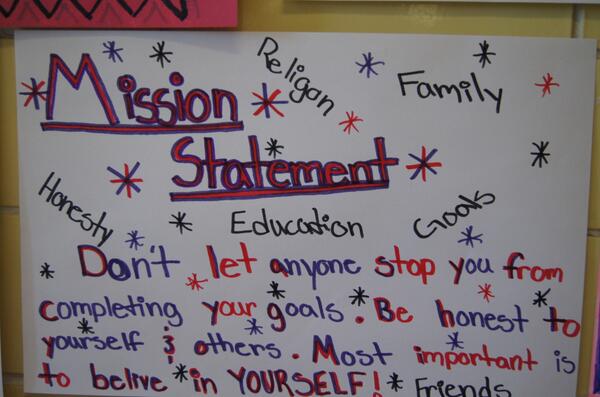 Religan
Family
Mission
Statement
Honesty
Education
Goals
Don't let anyone stop you from
completing your goals. Be honest to
yourself & others. Most important is
to belive in YOURSELF!
Friends